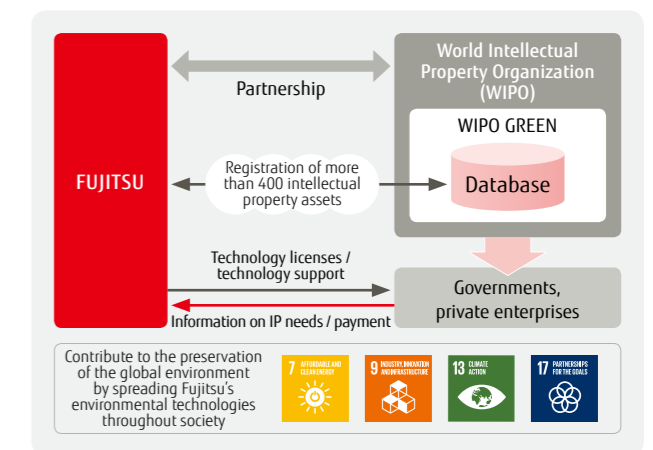 World Intellectual
Property Organization
(WIPO)
Partnership
WIPO GREEN
FUJITSU
Registration of more
than 400 intellectual
property assets
Database
Technology licenses /
technology support
Information on IP needs / payment
Governments,
private enterprises
Contribute to the preservation
of the global environment
by spreading Fujitsu's
environmental technologies
throughout society
7 AFFORDABLE AND
CLEAN ENERGY
9 INDUSTRY, INNOVATION
AND INFRASTRUCTURE
13 CLIMATE
ACTION
17 PARTNERSHIPS
FOR THE GOALS